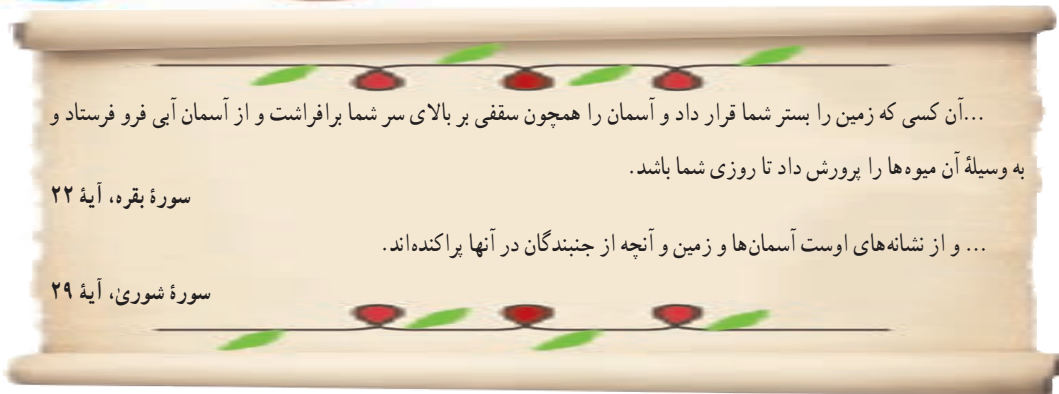 ...آن کسی که زمین را بستر شما قرار داد و آسمان را همچون سقفی بر بالای سر شما برافراشت و از آسمان آبی فرو فرستاد و
به وسیلهٔ آن میوه‌ها را پرورش داد تا روزی شما باشد.
سورهٔ بقره، آیهٔ ۲۲
... و از نشانه‌های اوست آسمان‌ها و زمین و آنچه از جنبندگان در آنها پراکنده‌اند.
سورهٔ شوریٰ، آیهٔ ۲۹